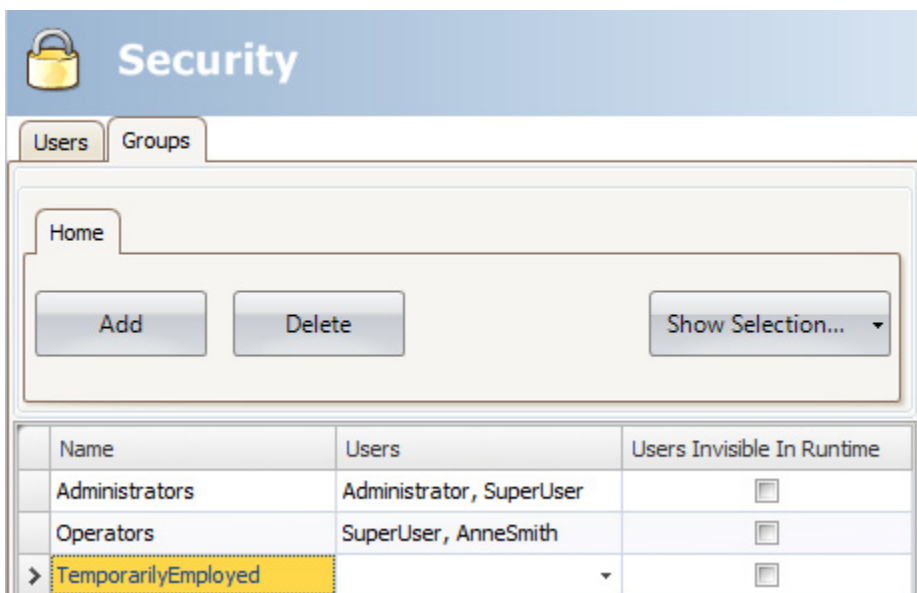 Security
Users Groups
Home
Add Delete Show Selection...
Name Users Users Invisible In Runtime
Administrators Administrator, SuperUser
Operators SuperUser, AnneSmith
TemporarilyEmployed